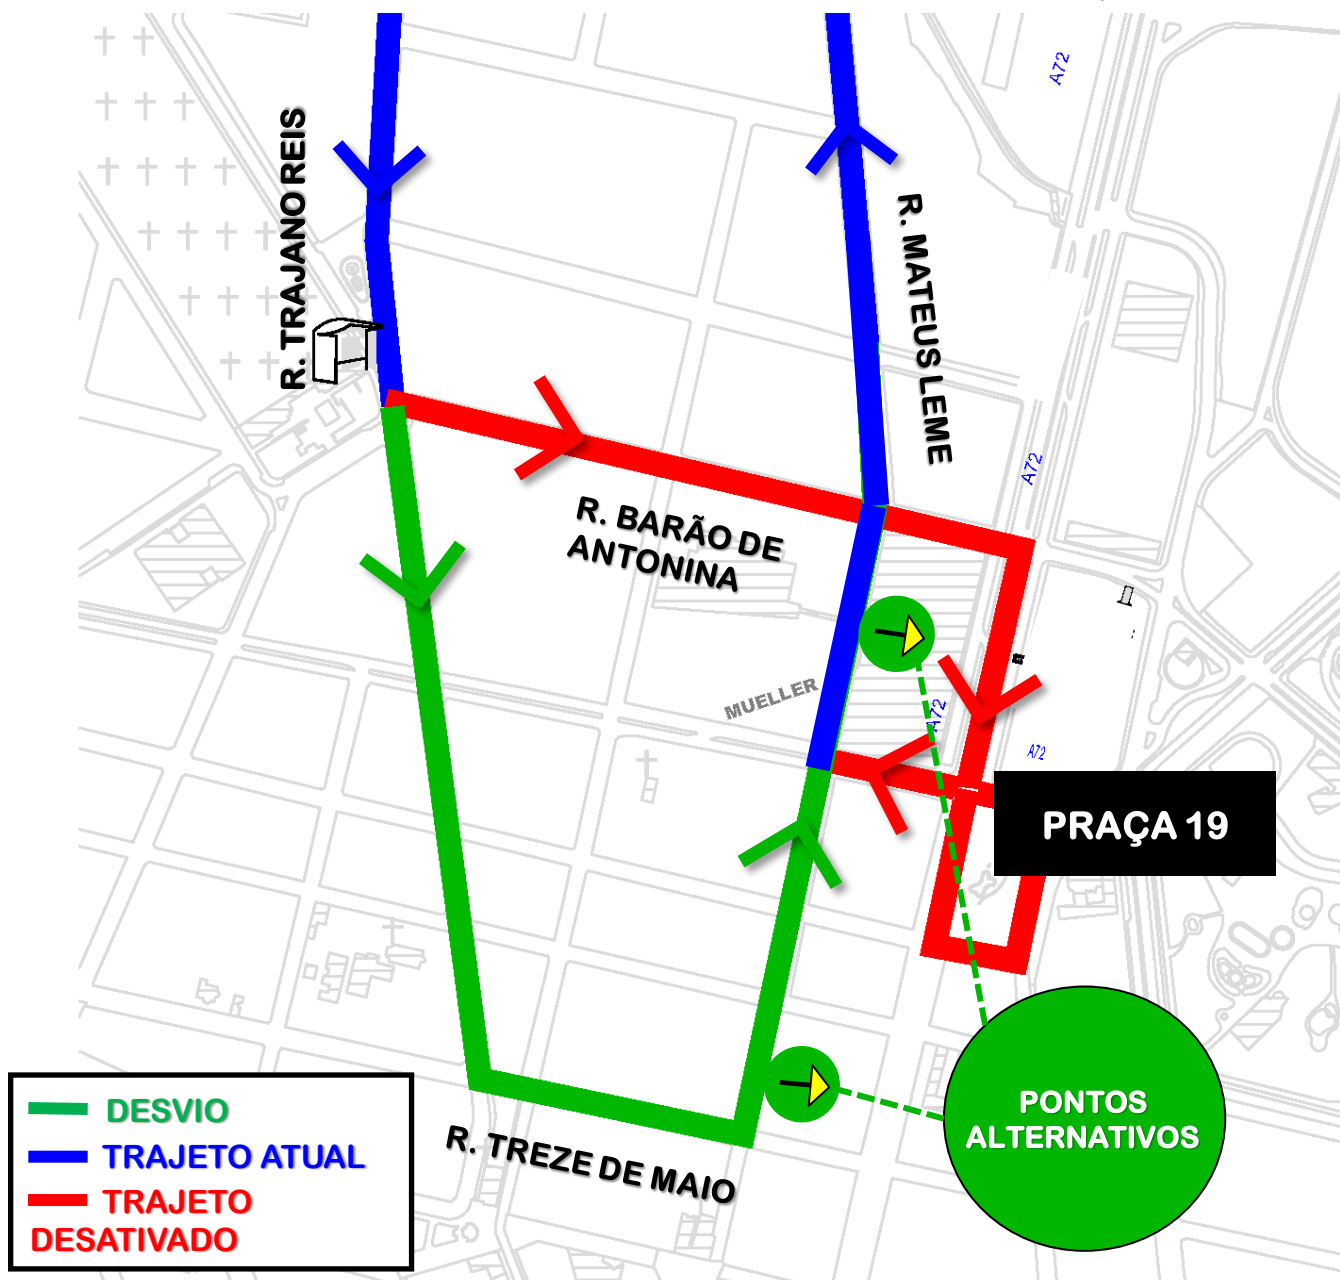 A72
R. TRAJANO REIS
R. MATEUS LEME
A72
R. BARÃO DE
ANTONINA
MUELLER
A72
A72
PRAÇA 19
PONTOS
ALTERNATIVOS
R. TREZE DE MAIO
DESVIO
TRAJETO ATUAL
TRAJETO
DESATIVADO